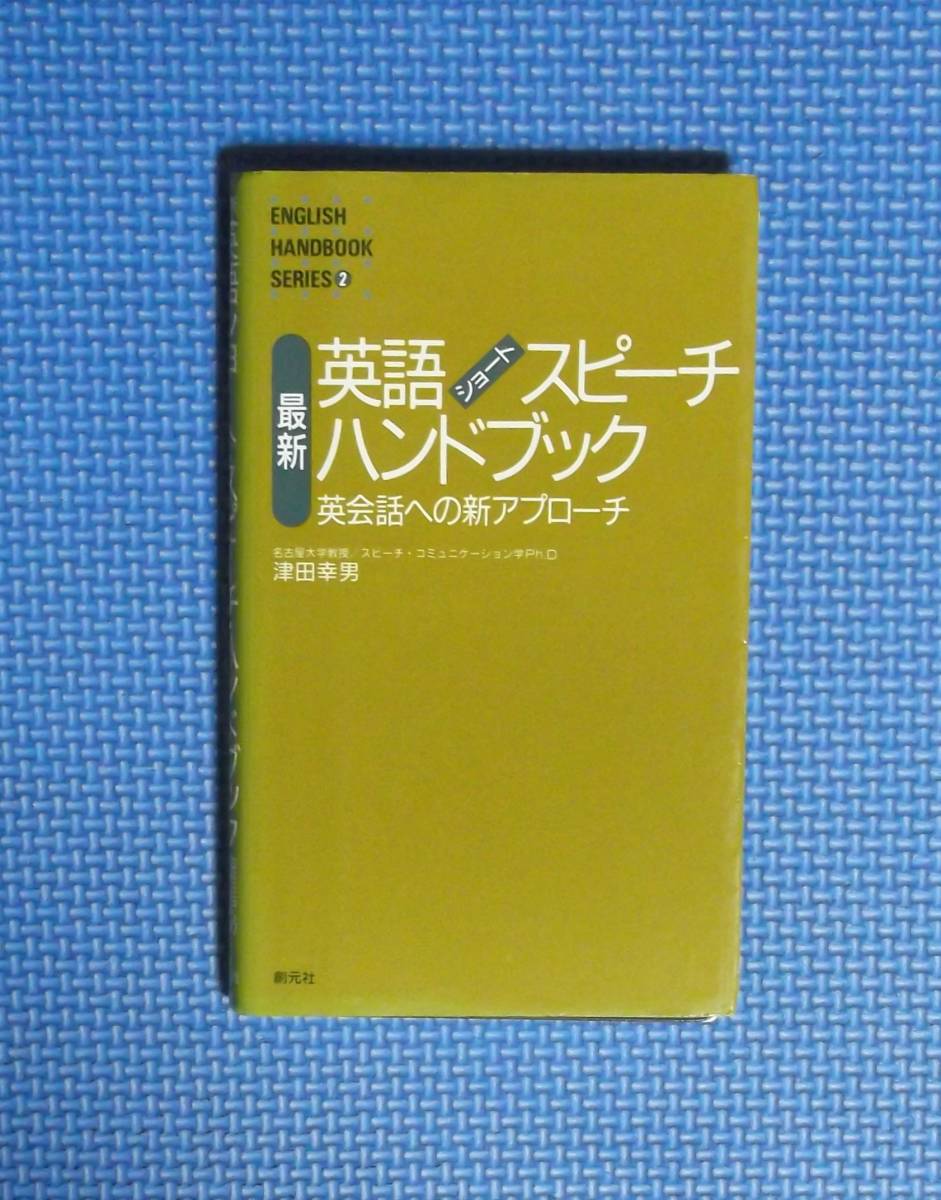 ENGLISH
HANDBOOK
SERIES②
最新
英語ショートスピーチ
ハンドブック
英会話への新アプローチ
名古屋大学教授／スピーチ・コミュニケーション学Ph.D
津田幸男
創元社